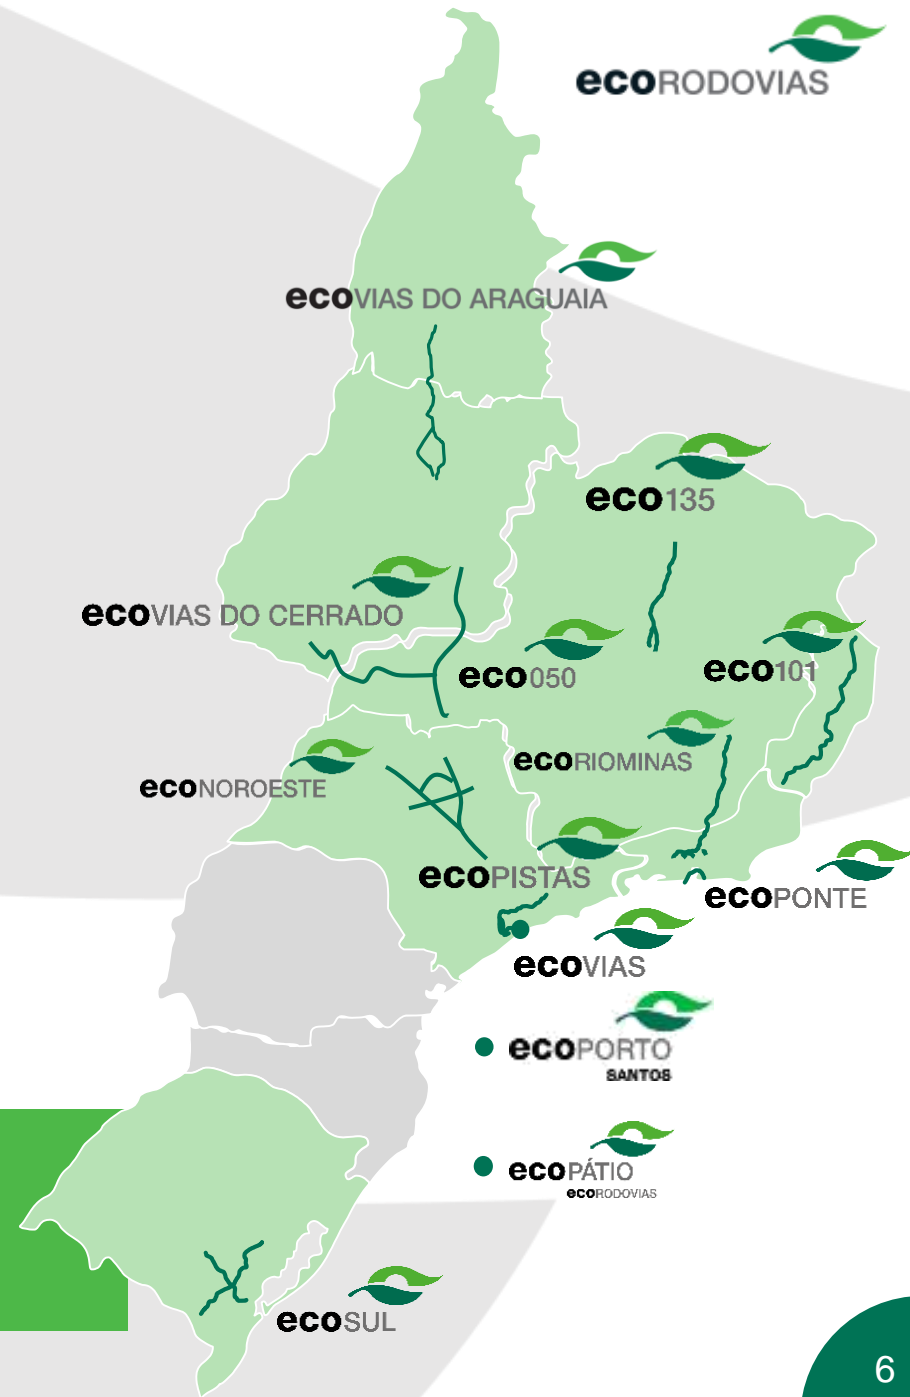 ecoRODOVIAS
ecoVIAS DO ARAGUAIA
eco135
ecoVIAS DO CERRADO
eco050
eco101
ecoRIOMINAS
ecoNOROESTE
ecoPISTAS
ecoPONTE
ecoVIAS
ecoPORTO
SANTOS
ecoPÁTIO
ecoRODOVIAS
ecoSUL
6